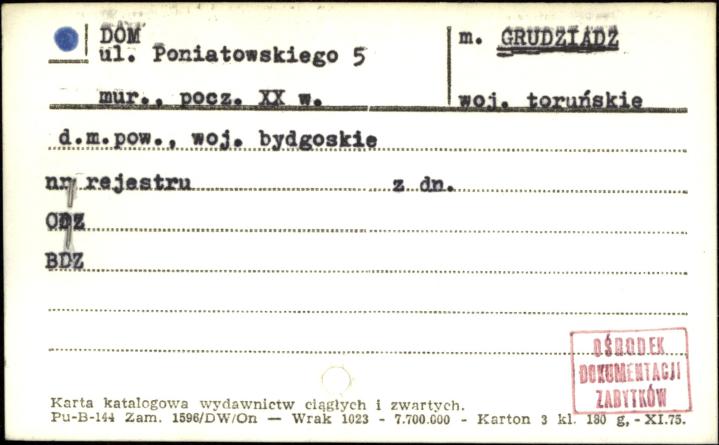 DOM
ul. Poniatowskiego 5
m. GRUDZIĄDZ
mur., pocz. XX w.
woj. toruńskie
d.m.pow., woj. bydgoskie
nr rejestru z dn.
ODZ
BDZ
OŚRODEK
DOKUMENTACJI
ZABYTKÓW
Karta katalogowa wydawnictw ciągłych i zwartych.
Pu-B-144 Zam. 1596/DW/On — Wrak 1023 - 7.700.000 - Karton 3 kl. 180 g, - XI.75.